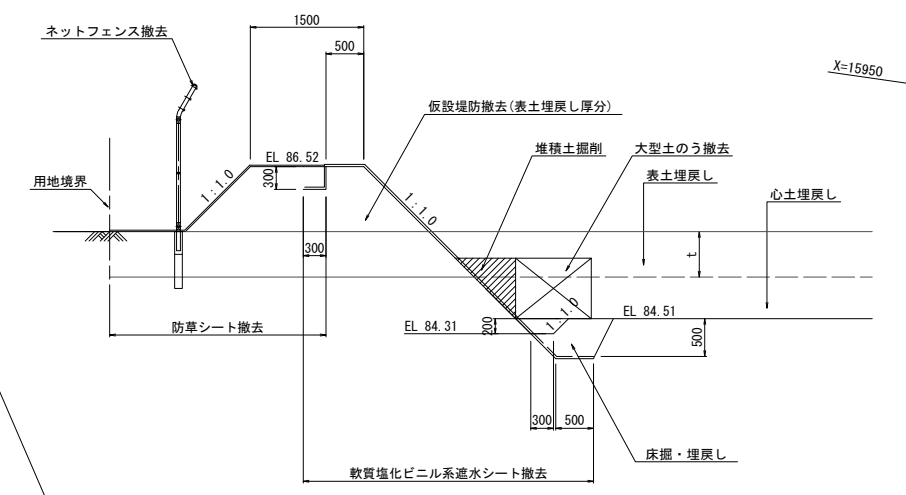 1500
ネットフェンス撤去
500
X=15950
仮設堤防撤去(表土埋戻し厚分)
EL 86.52
堆積土掘削
大型土のう撤去
300
表土埋戻し
用地境界
1:1.0
1:1.0
心土埋戻し
300
t
1:1.0
EL 84.51
防草シート撤去
EL 84.31
200
500
300
500
床掘・埋戻し
軟質塩化ビニル系遮水シート撤去